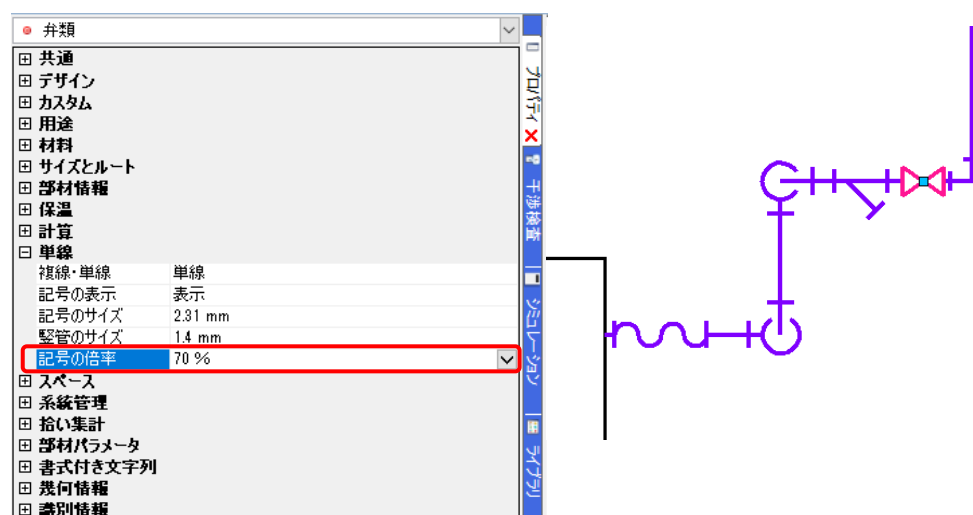 弁類
共通
デザイン
カスタム
用途
材料
サイズとルート
部材情報
保温
計算
単線
複線・単線 単線
記号の表示 表示
記号のサイズ 2.31 mm
竪管のサイズ 1.4 mm
記号の倍率 70 %
スペース
系統管理
拾い集計
部材パラメータ
書式付き文字列
幾何情報
識別情報
プロパティ
干渉検査
シミュレーション
ライブラリ